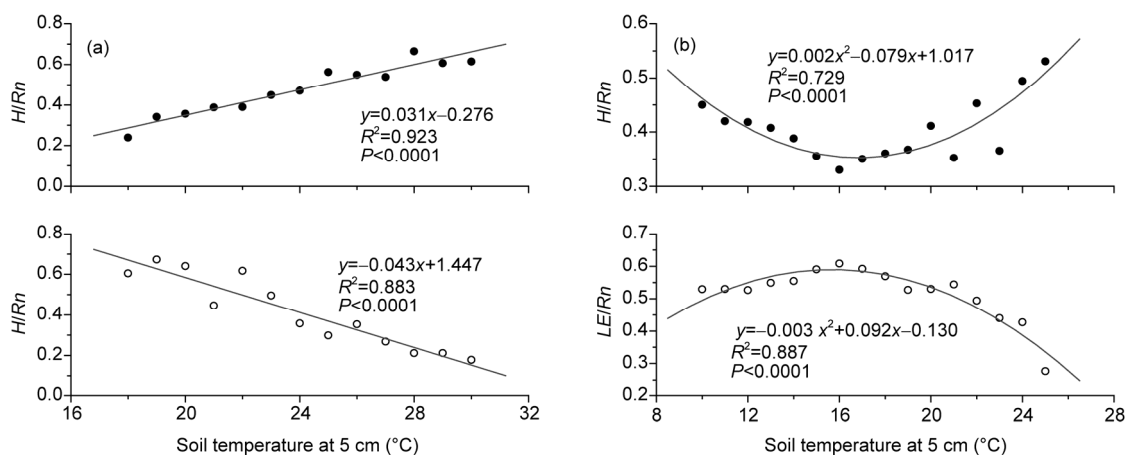 0.8
(a)
0.6
H/Rn
0.4
y=0.031x−0.276
R²=0.923
0.2
P<0.0001
0.0
0.8
y=−0.043x+1.447
0.6
R²=0.883
H/Rn
P<0.0001
0.4
0.2
0.0
16 20 24 28 32
Soil temperature at 5 cm (°C)
0.6
(b)
y=0.002x²−0.079x+1.017
R²=0.729
0.5
P<0.0001
H/Rn
0.4
0.3
0.7
0.6
0.5
LE/Rn
0.4
y=−0.003 x²+0.092x−0.130
R²=0.887
0.3
P<0.0001
0.2
8 12 16 20 24 28
Soil temperature at 5 cm (°C)